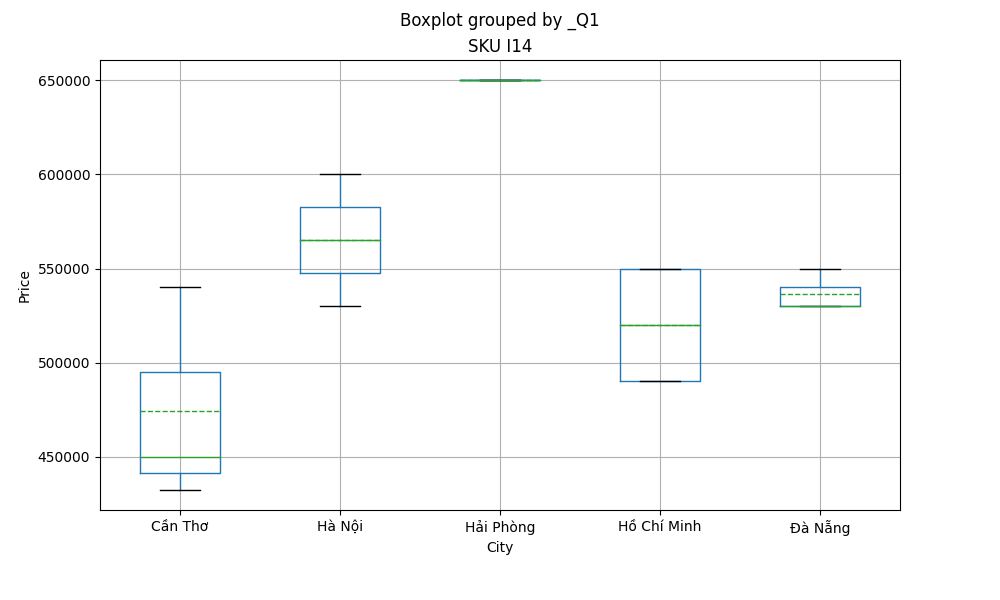 Boxplot grouped by _Q1
SKU I14
650000
600000
550000
500000
450000
Price
Cần Thơ
Hà Nội
Hải Phòng
Hồ Chí Minh
Đà Nẵng
City